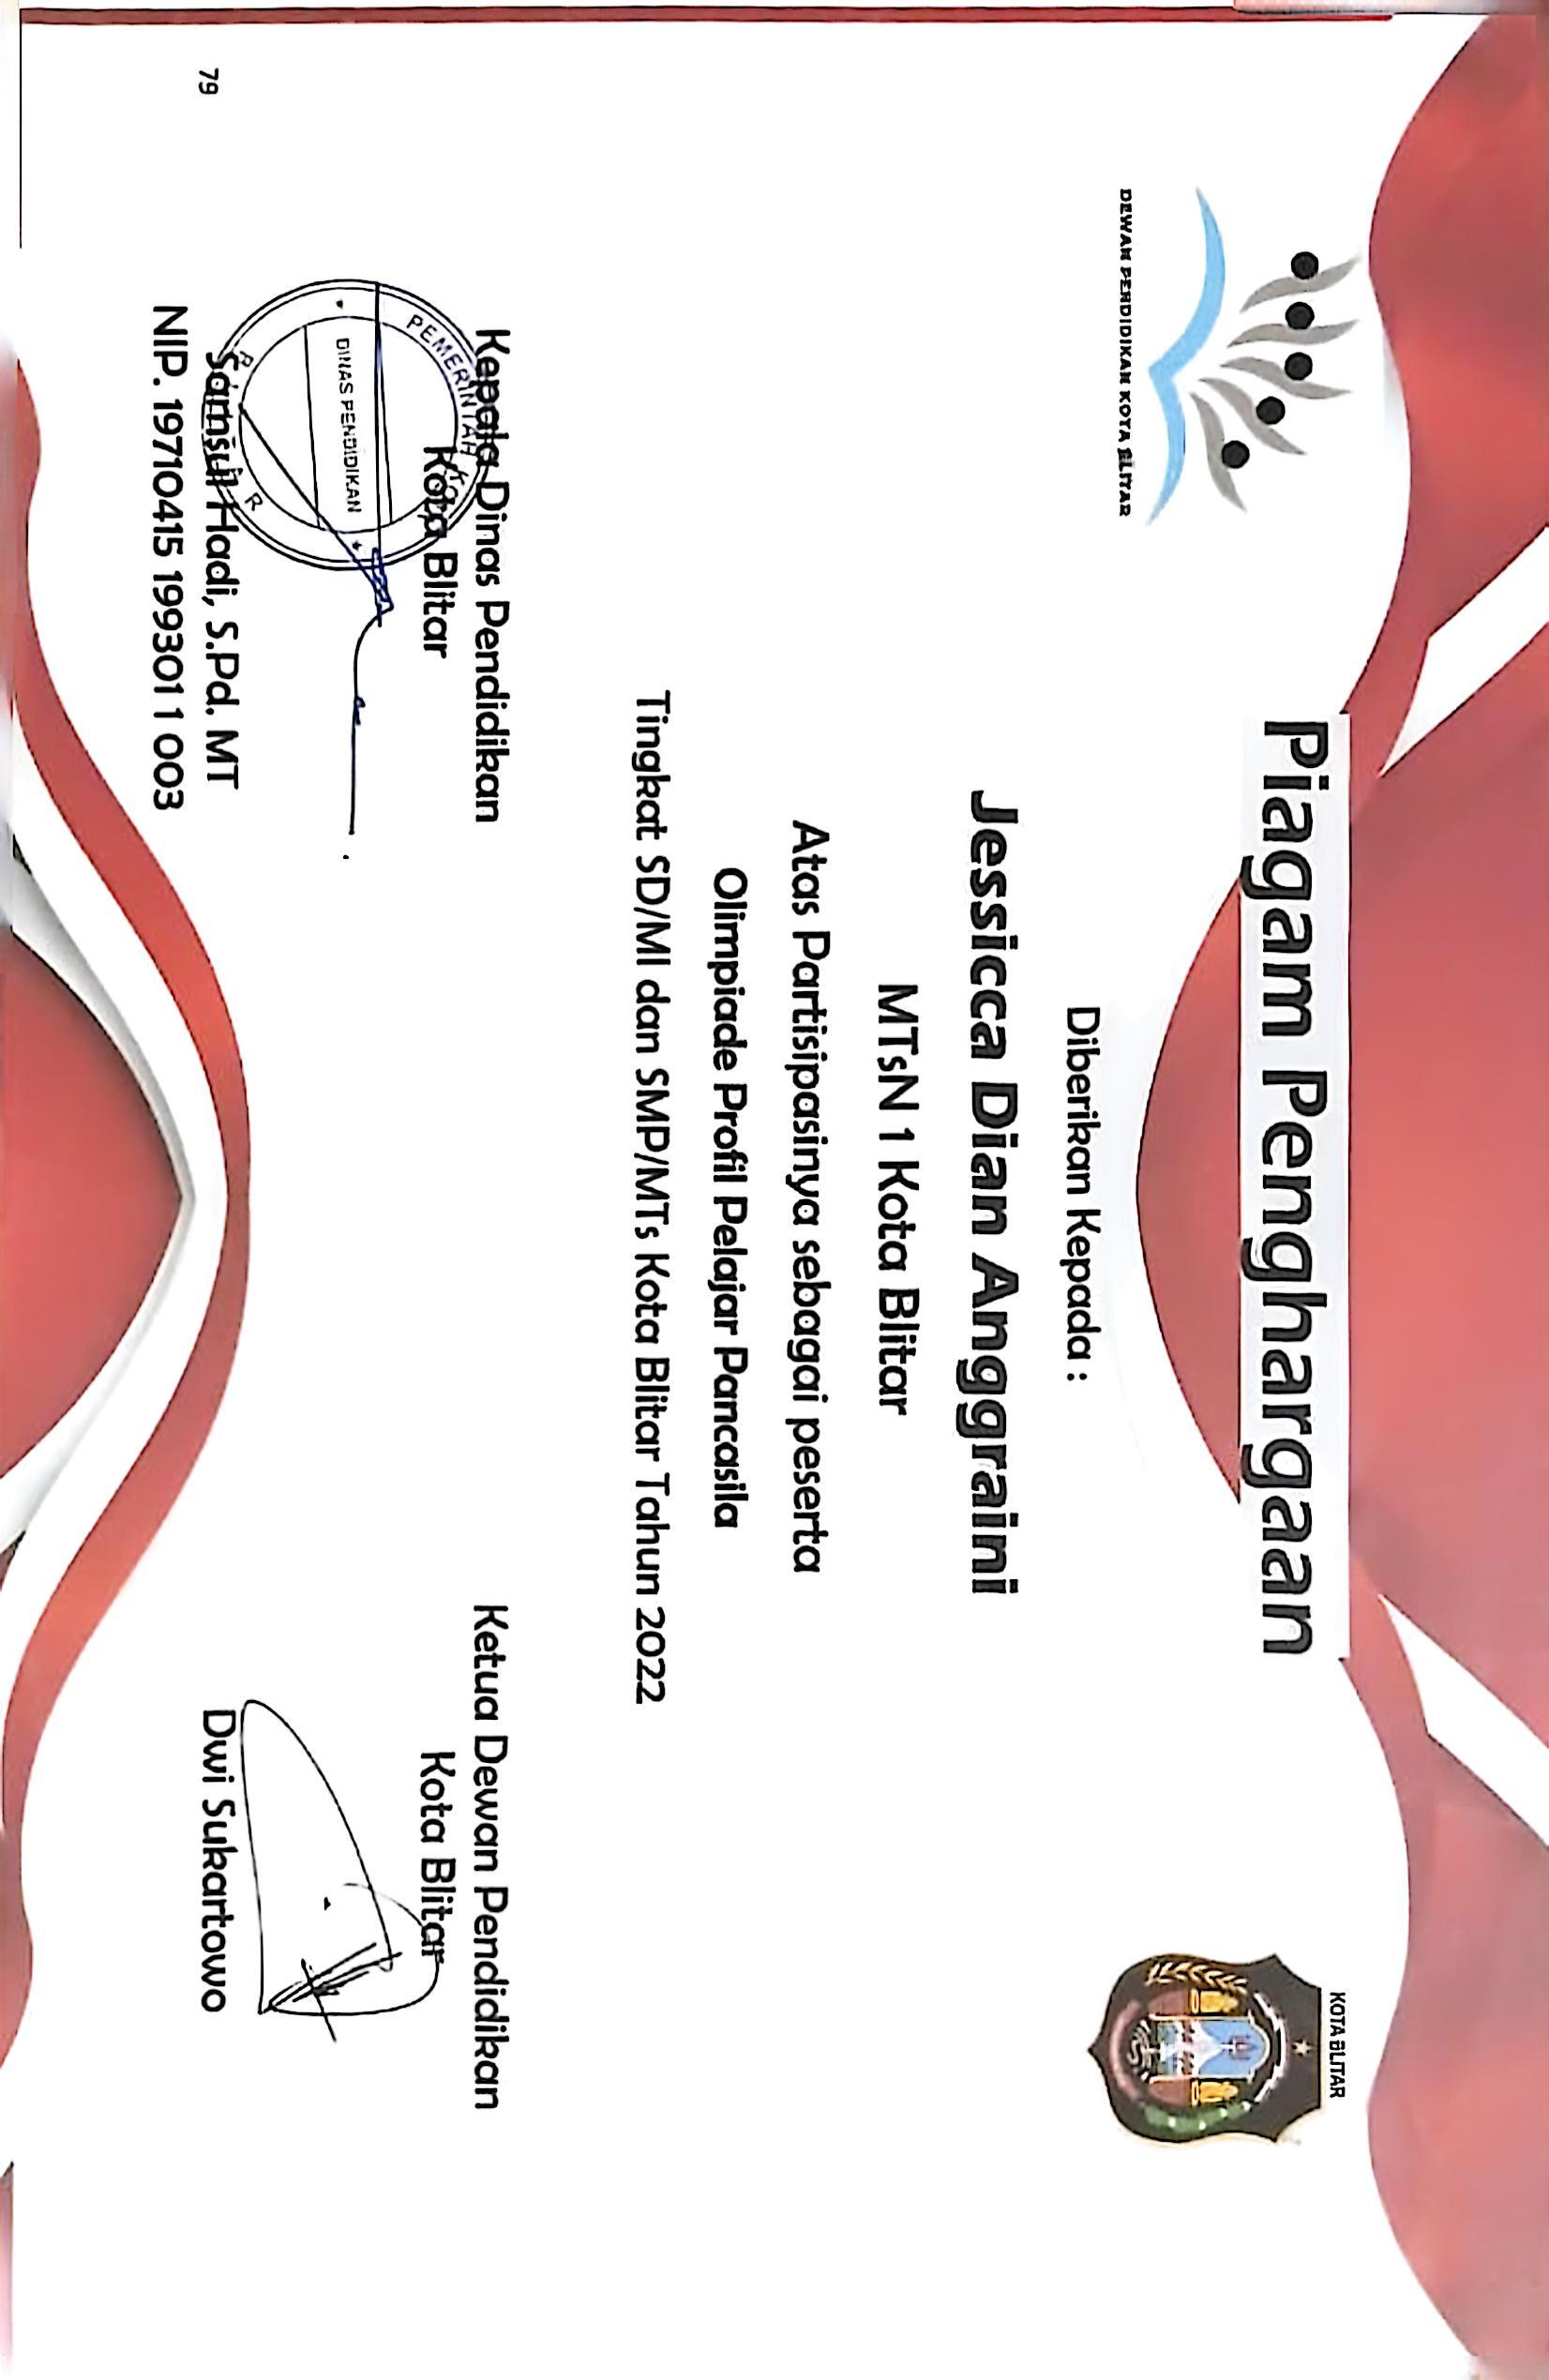 Piagam Penghargaan
KOTA BLITAR
DEWAN PENDIDIKAN KOTA BLITAR
Diberikan Kepada :
Jessicca Dian Anggraini
MTsN 1 Kota Blitar
Atas Partisipasinya sebagai peserta
Olimpiade Profil Pelajar Pancasila
Tingkat SD/MI dan SMP/MTs Kota Blitar Tahun 2022
Kepala Dinas Pendidikan
Kota Blitar
PEMERINTAH KOTA
DINAS PENDIDIKAN
Samsul Hadi, S.Pd. MT
NIP. 19710415 199301 1 003
Ketua Dewan Pendidikan
Kota Blitar
Dwi Sukartowo
79